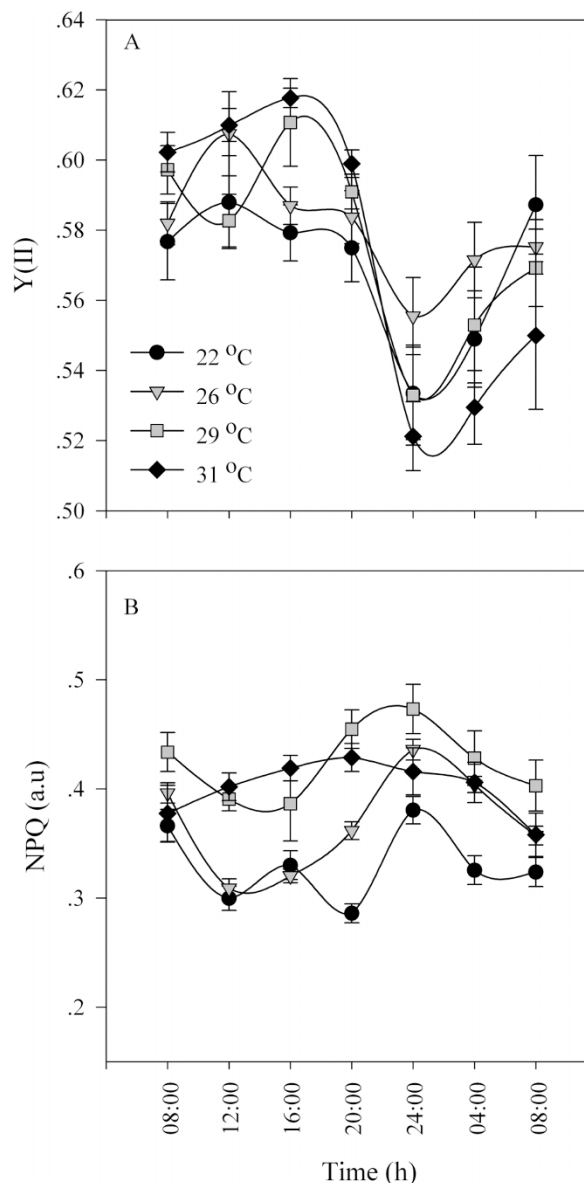 .64
A
.62
.60
.58
.56
.54
.52
.50
Y(II)
22 °C
26 °C
29 °C
31 °C
.6
B
.5
.4
.3
.2
NPQ (a.u)
08:00
12:00
16:00
20:00
24:00
04:00
08:00
Time (h)